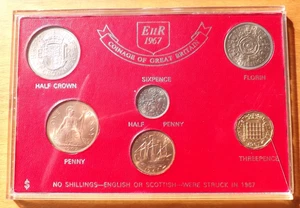 EIIR
1967
COINAGE OF GREAT BRITAIN
HALF CROWN
SIXPENCE
FLORIN
HALF PENNY
PENNY
THREEPENCE
NO SHILLINGS—ENGLISH OR SCOTTISH—WERE STRUCK IN 1967